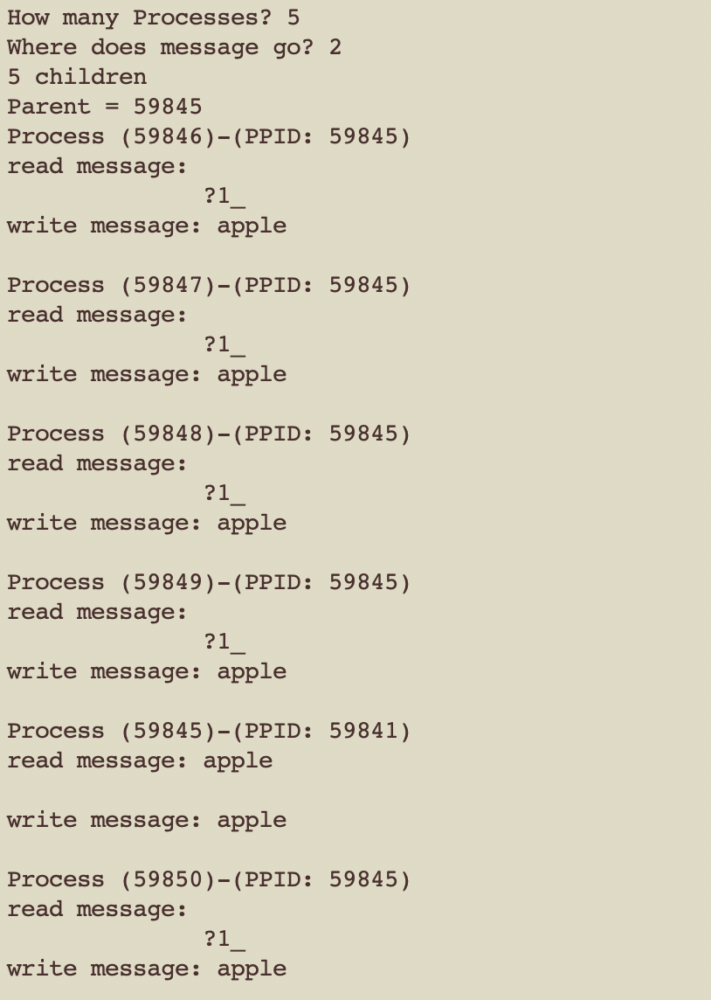 How many Processes? 5
Where does message go? 2
5 children
Parent = 59845
Process (59846)-(PPID: 59845)
read message:
?1_
write message: apple
Process (59847)-(PPID: 59845)
read message:
?1_
write message: apple
Process (59848)-(PPID: 59845)
read message:
?1_
write message: apple
Process (59849)-(PPID: 59845)
read message:
?1_
write message: apple
Process (59845)-(PPID: 59841)
read message: apple
write message: apple
Process (59850)-(PPID: 59845)
read message:
?1_
write message: apple